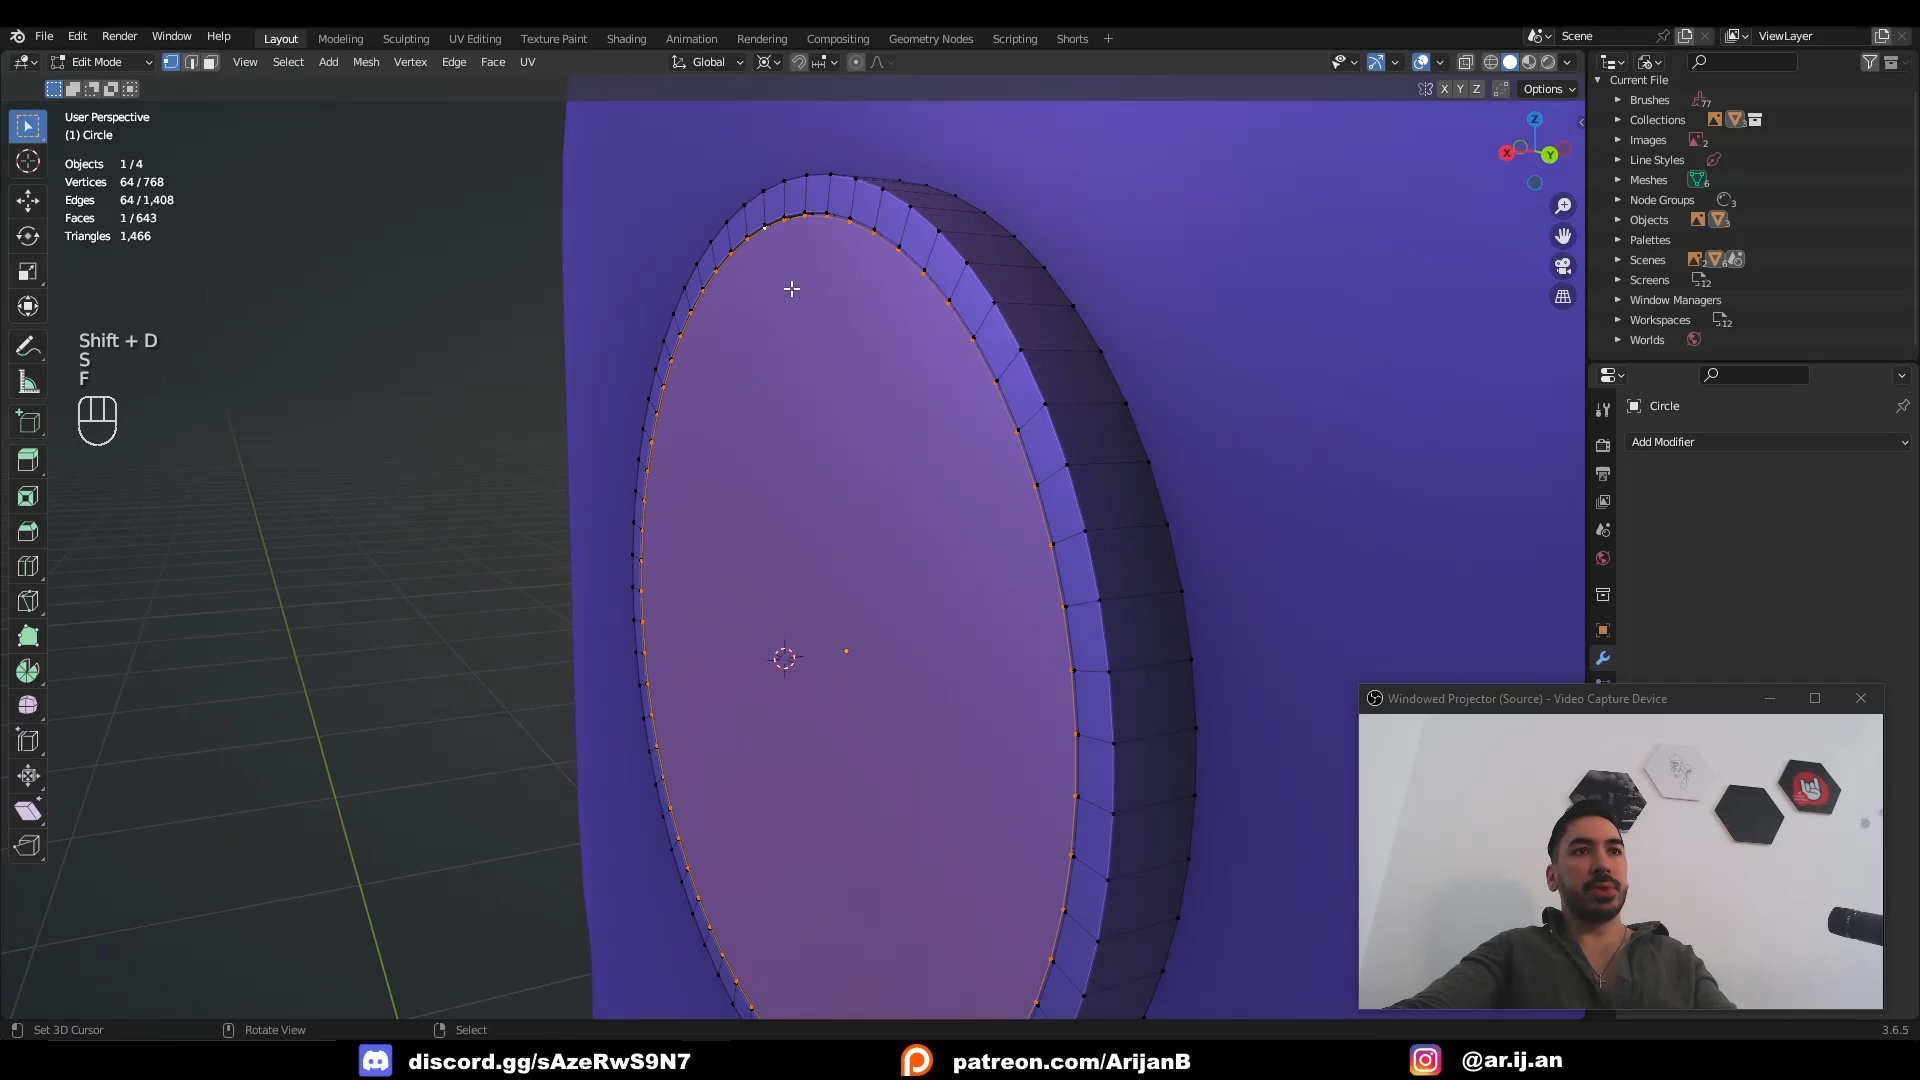 File Edit Render Window Help Layout Modeling Sculpting UV Editing Texture Paint Shading Animation Rendering Compositing Geometry Nodes Scripting Shorts + Scene ViewLayer
Edit Mode View Select Add Mesh Vertex Edge Face UV Global
X Y Z Options
User Perspective
(1) Circle
Objects 1 / 4
Vertices 64 / 768
Edges 64 / 1,408
Faces 1 / 643
Triangles 1,466
Shift + D
S
F
Z
X
Y
Current File
Brushes 77
Collections 3
Images 2
Line Styles
Meshes 6
Node Groups 3
Objects 3
Palettes
Scenes 2 6
Screens 12
Window Managers
Workspaces 12
Worlds
Circle
Add Modifier
Windowed Projector (Source) - Video Capture Device
Set 3D Cursor Rotate View Select 3.6.5
discord.gg/sAzeRwS9N7 patreon.com/ArijanB @ar.ij.an